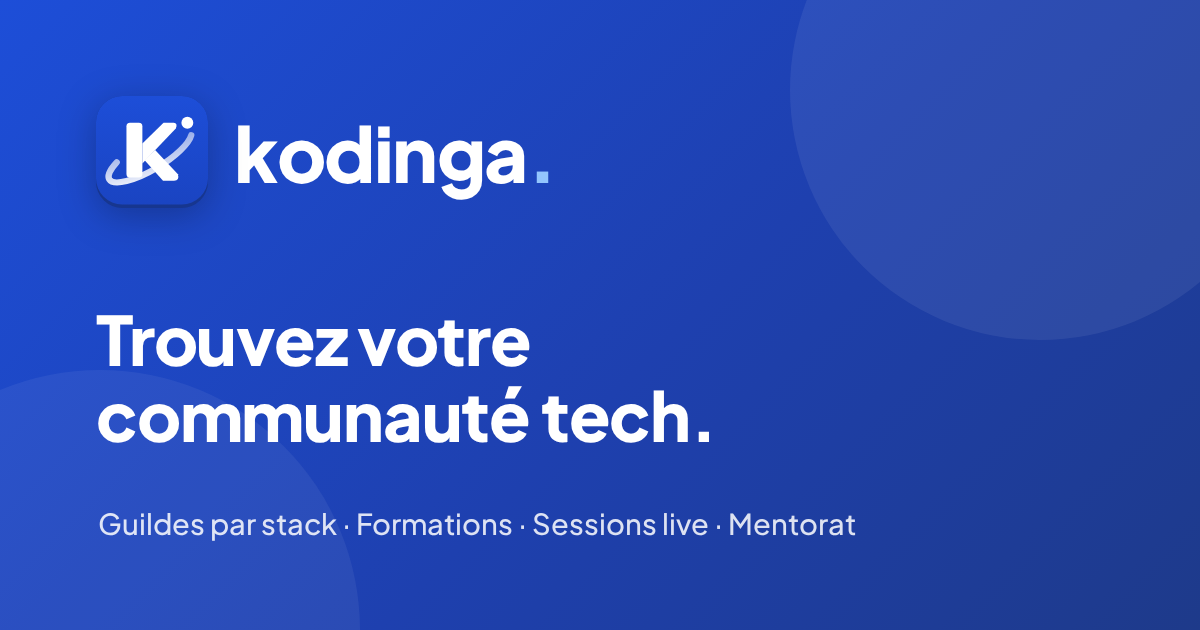 K
kodinga.
Trouvez votre
communauté tech.
Guildes par stack · Formations · Sessions live · Mentorat